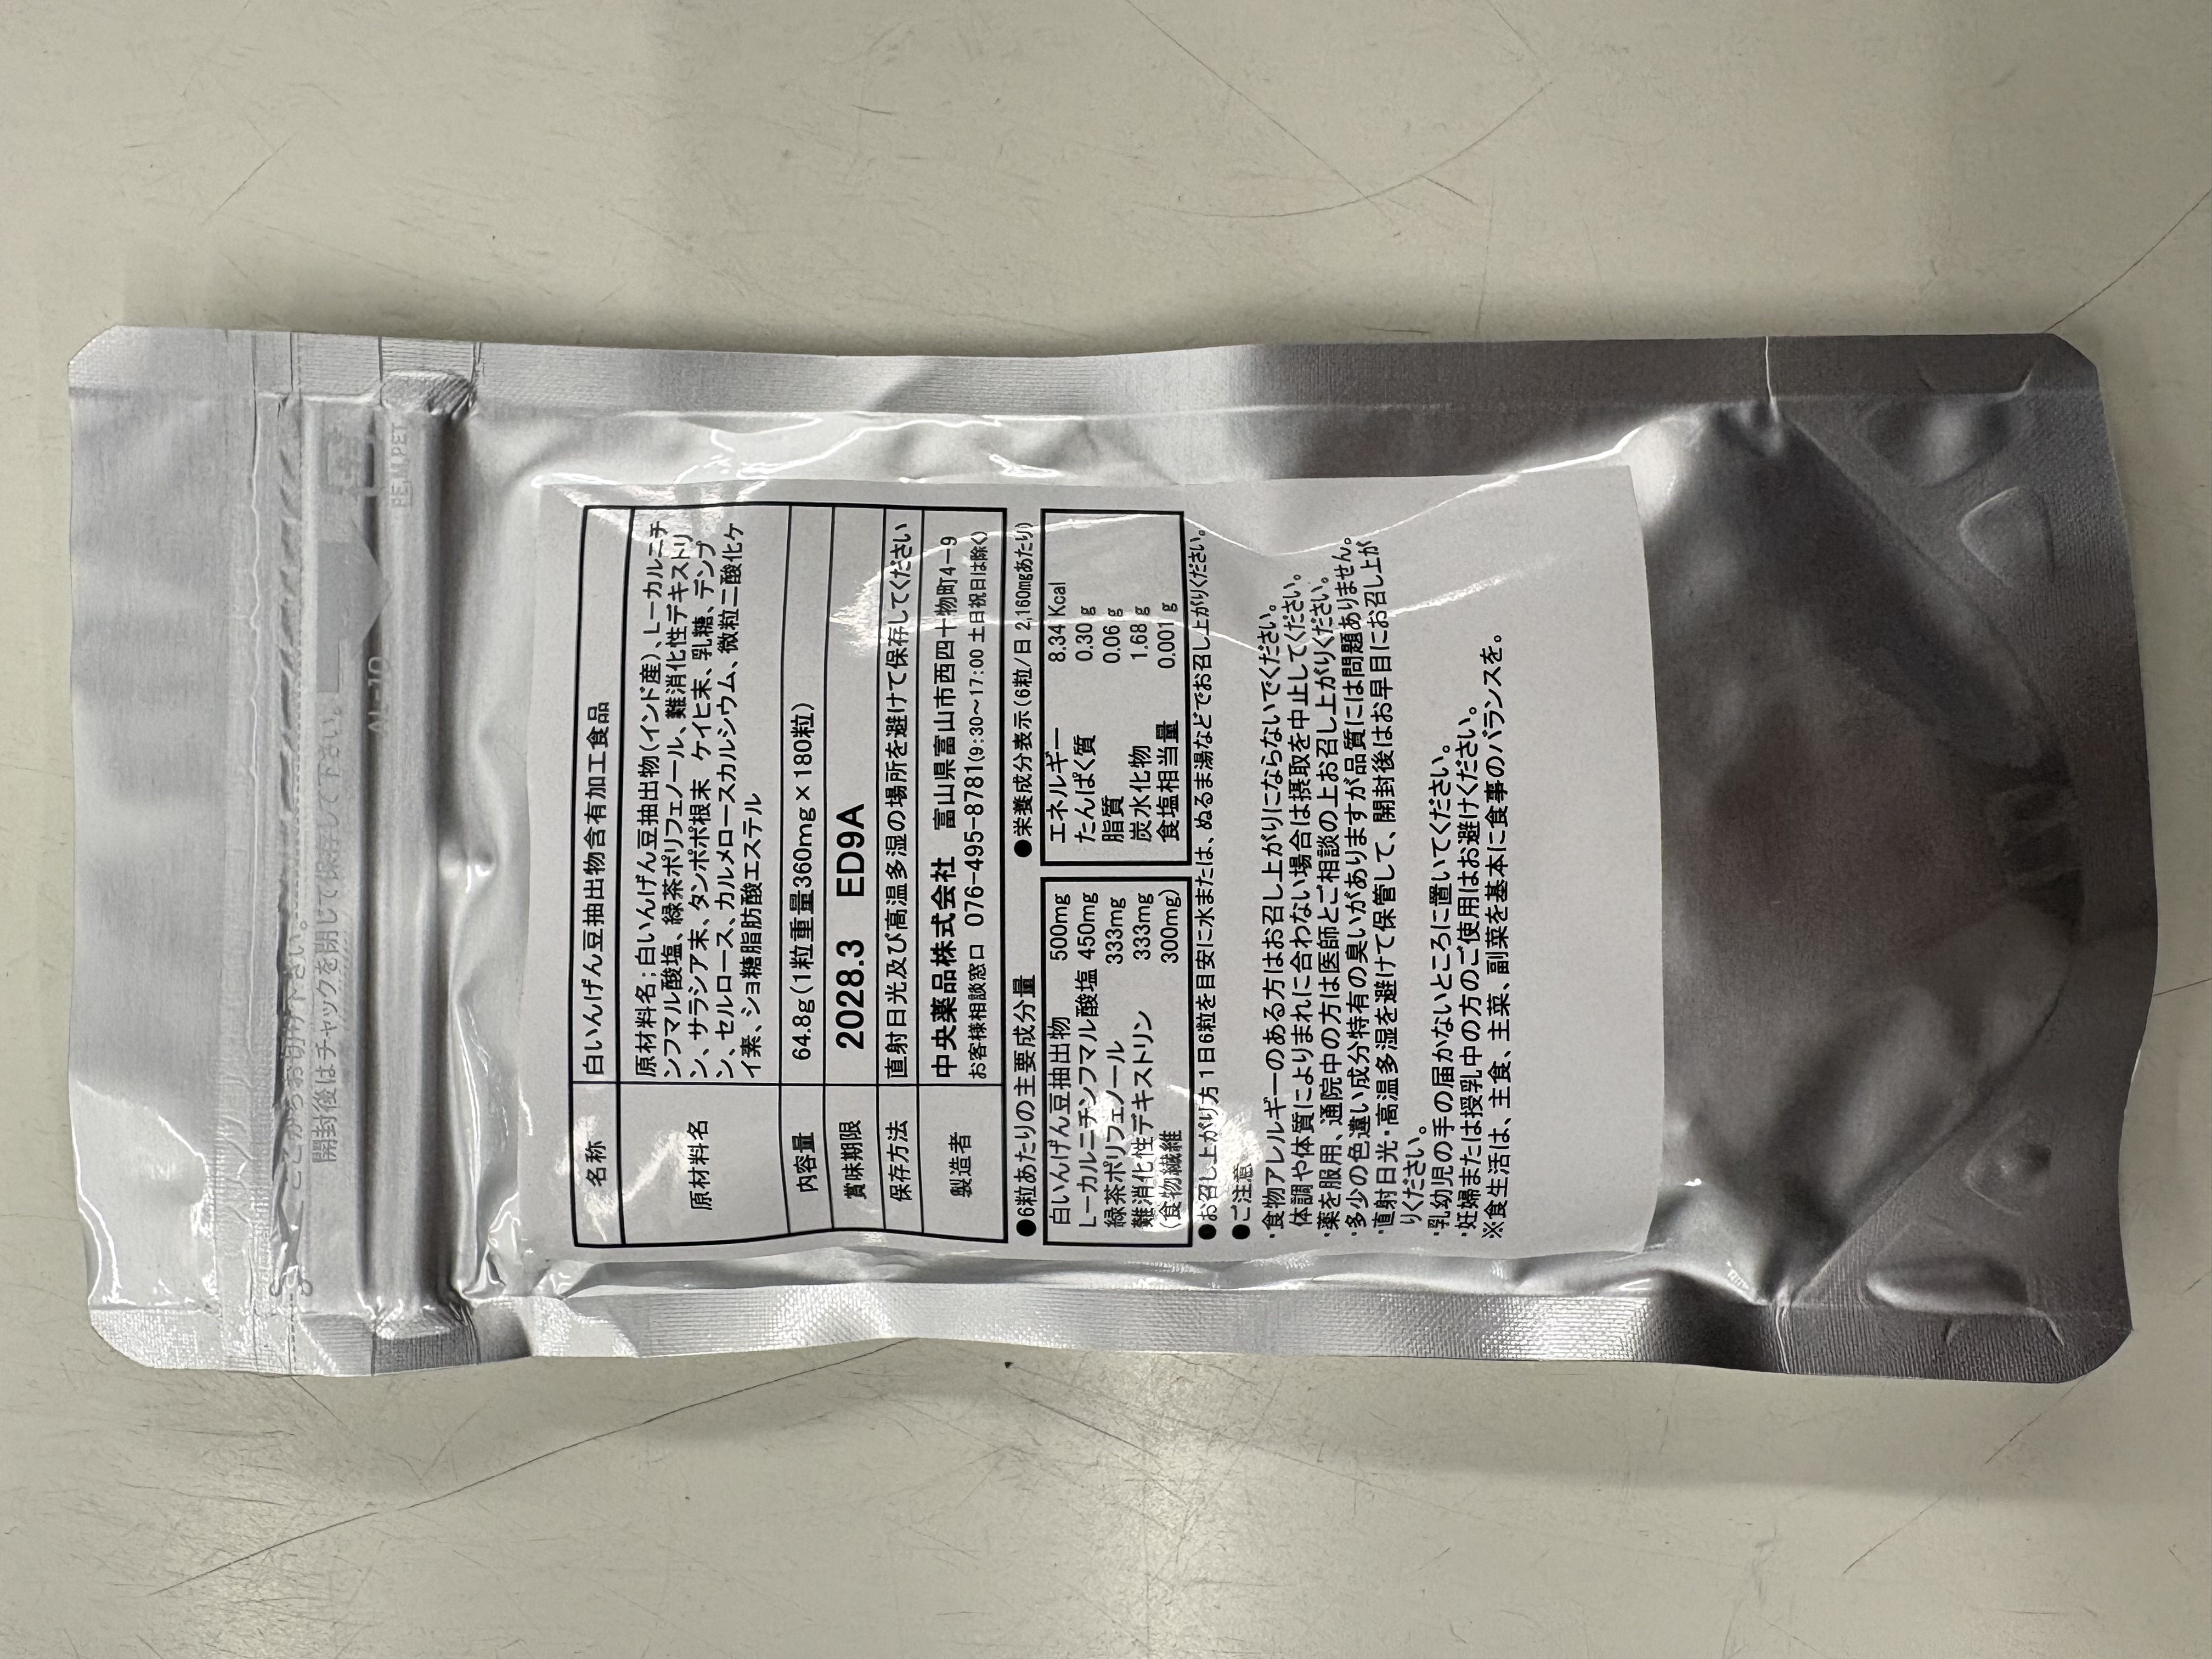 ここからお切り下さい。
開封後はチャックを閉じて保存して下さい。
AL-10
PE,M,PET
名称 白いんげん豆抽出物含有加工食品
原材料名 原材料名:白いんげん豆抽出物(インド産)、L-カルニチ
ンフマル酸塩、緑茶ポリフェノール、難消化性デキストリ
ン、サラシア末、タンポポ根末 ケイヒ末、乳糖、デンプ
ン、セルロース、カルメロースカルシウム、微粒二酸化ケ
イ素、ショ糖脂肪酸エステル
内容量 64.8g(1粒重量360mg×180粒)
賞味期限 2028.3 ED9A
保存方法 直射日光及び高温多湿の場所を避けて保存してください
製造者 中央薬品株式会社 富山県富山市西四十物町4-9
お客様相談窓口 076-495-8781(9:30~17:00 土日祝日は除く)
●6粒あたりの主要成分量
白いんげん豆抽出物 500mg
L-カルニチンフマル酸塩 450mg
緑茶ポリフェノール 333mg
難消化性デキストリン 333mg
(食物繊維 300mg)
●栄養成分表示(6粒/日 2,160mgあたり)
エネルギー 8.34 Kcal
たんぱく質 0.30 g
脂質 0.06 g
炭水化物 1.68 g
食塩相当量 0.001 g
●お召し上がり方 1日6粒を目安に水または、ぬるま湯などでお召し上がりください。
●ご注意
・食物アレルギーのある方はお召し上がりにならないでください。
体調や体質によりまれに合わない場合は摂取を中止してください。
・薬を服用、通院中の方は医師とご相談の上お召し上がりください。
・多少の色違い成分特有の臭いがありますが品質には問題ありません。
・直射日光・高温多湿を避けて保管して、開封後はお早目にお召し上が
りください。
・乳幼児の手の届かないところに置いてください。
・妊婦または授乳中の方のご使用はお避けください。
※食生活は、主食、主菜、副菜を基本に食事のバランスを。